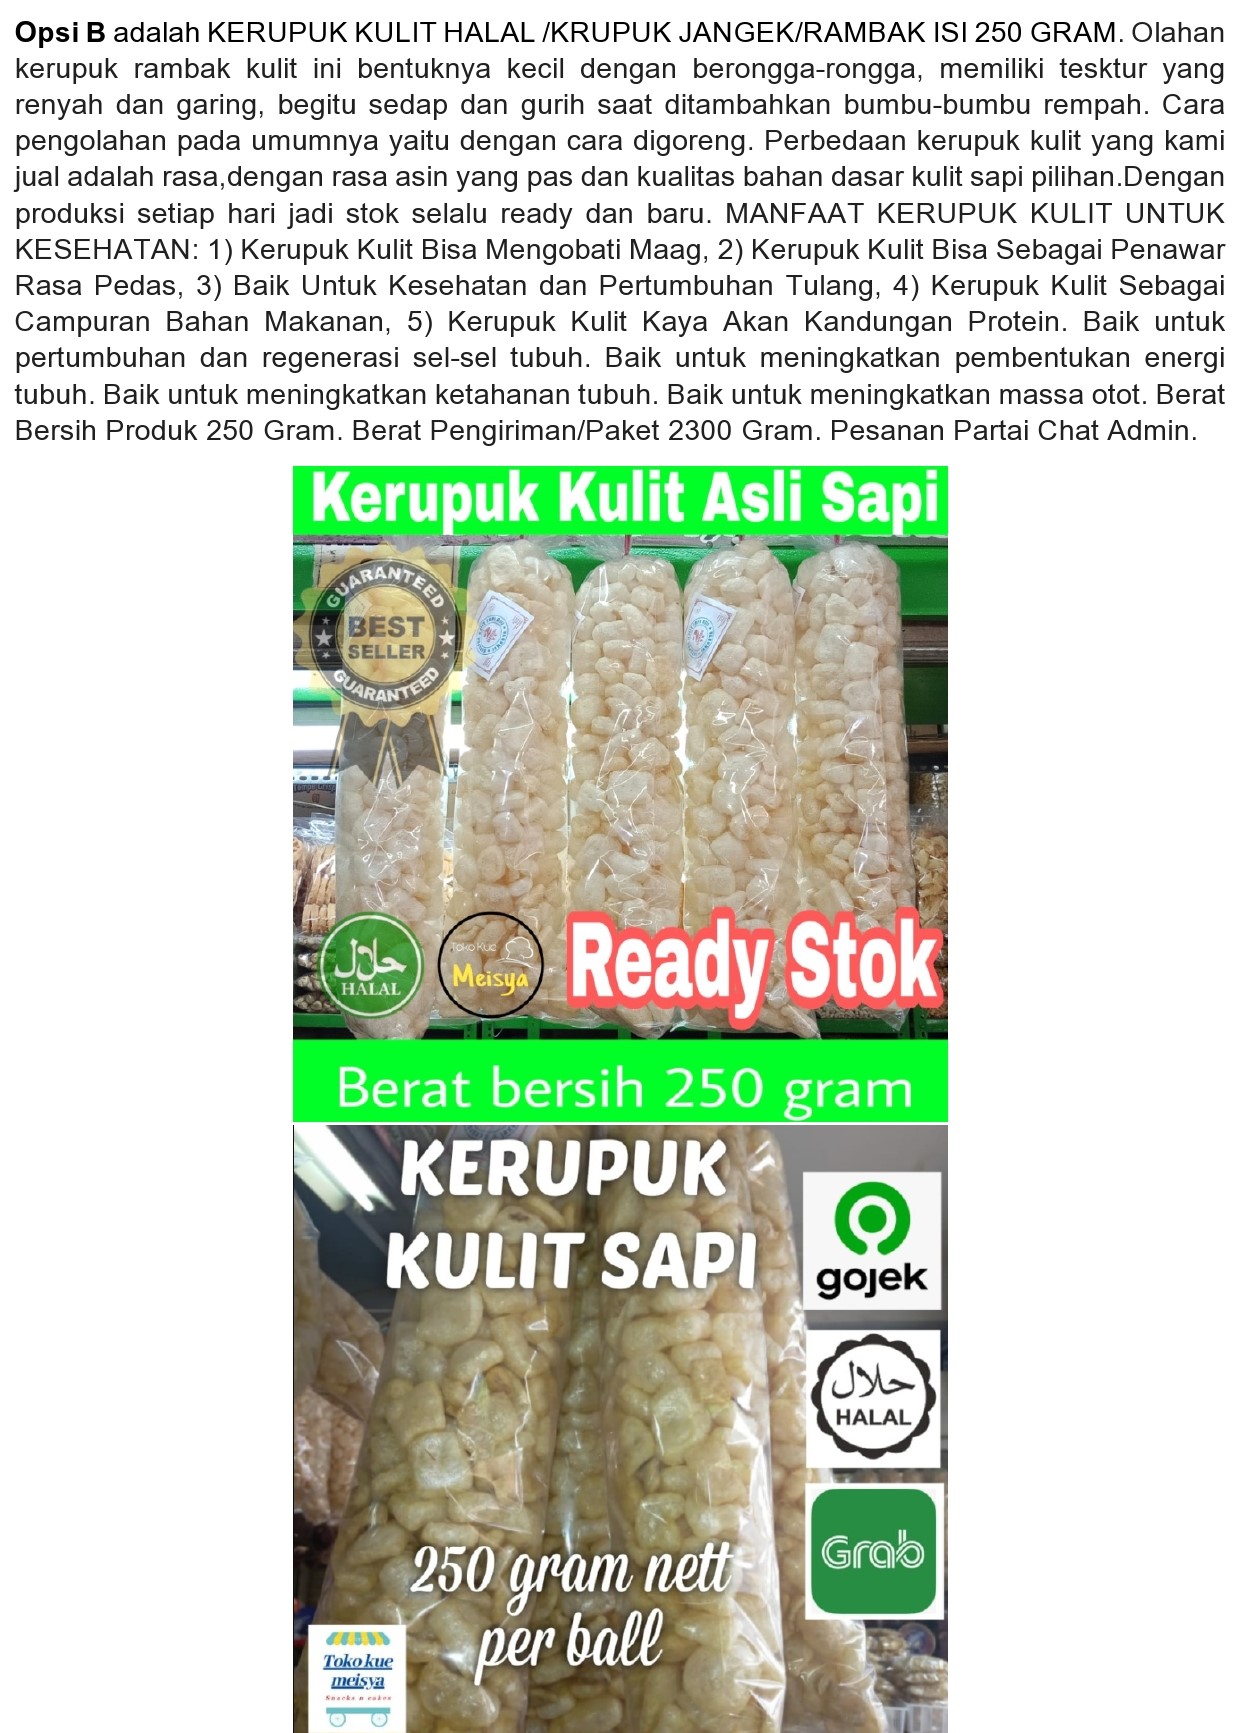 Opsi B adalah KERUPUK KULIT HALAL /KRUPUK JANGEK/RAMBAK ISI 250 GRAM. Olahan
kerupuk rambak kulit ini bentuknya kecil dengan berongga-rongga, memiliki tesktur yang
renyah dan garing, begitu sedap dan gurih saat ditambahkan bumbu-bumbu rempah. Cara
pengolahan pada umumnya yaitu dengan cara digoreng. Perbedaan kerupuk kulit yang kami
jual adalah rasa,dengan rasa asin yang pas dan kualitas bahan dasar kulit sapi pilihan.Dengan
produksi setiap hari jadi stok selalu ready dan baru. MANFAAT KERUPUK KULIT UNTUK
KESEHATAN: 1) Kerupuk Kulit Bisa Mengobati Maag, 2) Kerupuk Kulit Bisa Sebagai Penawar
Rasa Pedas, 3) Baik Untuk Kesehatan dan Pertumbuhan Tulang, 4) Kerupuk Kulit Sebagai
Campuran Bahan Makanan, 5) Kerupuk Kulit Kaya Akan Kandungan Protein. Baik untuk
pertumbuhan dan regenerasi sel-sel tubuh. Baik untuk meningkatkan pembentukan energi
tubuh. Baik untuk meningkatkan ketahanan tubuh. Baik untuk meningkatkan massa otot. Berat
Bersih Produk 250 Gram. Berat Pengiriman/Paket 2300 Gram. Pesanan Partai Chat Admin.
Kerupuk Kulit Asli Sapi
GUARANTEED
BEST
SELLER
GUARANTEED
حلال
HALAL
Toko Kue
Meisya
Ready Stok
Berat bersih 250 gram
KERUPUK
KULIT SAPI
gojek
حلال
HALAL
Grab
250 gram nett
per ball
Toko kue
meisya
Snacks n cakes